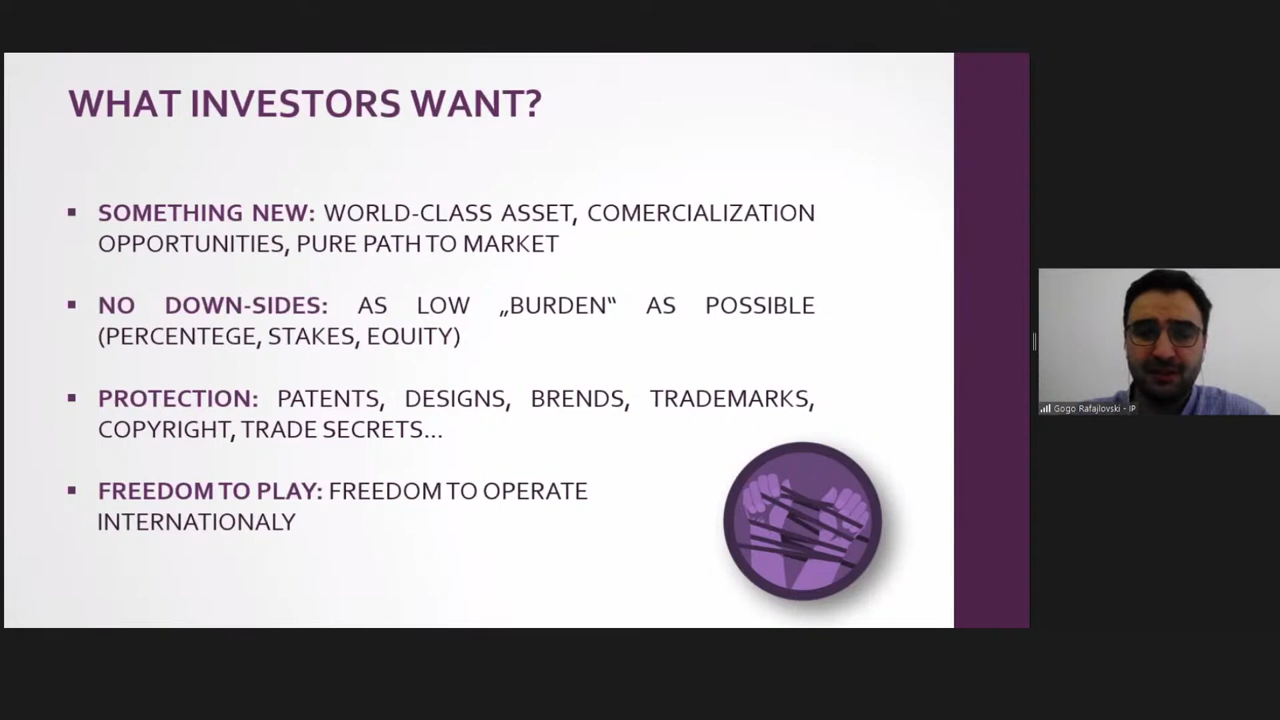 WHAT INVESTORS WANT?
▪ SOMETHING NEW: WORLD-CLASS ASSET, COMERCIALIZATION
OPPORTUNITIES, PURE PATH TO MARKET
▪ NO DOWN-SIDES: AS LOW „BURDEN“ AS POSSIBLE
(PERCENTEGE, STAKES, EQUITY)
▪ PROTECTION: PATENTS, DESIGNS, BRENDS, TRADEMARKS,
COPYRIGHT, TRADE SECRETS...
▪ FREEDOM TO PLAY: FREEDOM TO OPERATE
INTERNATIONALY
Gogo Rafajlovski - IP